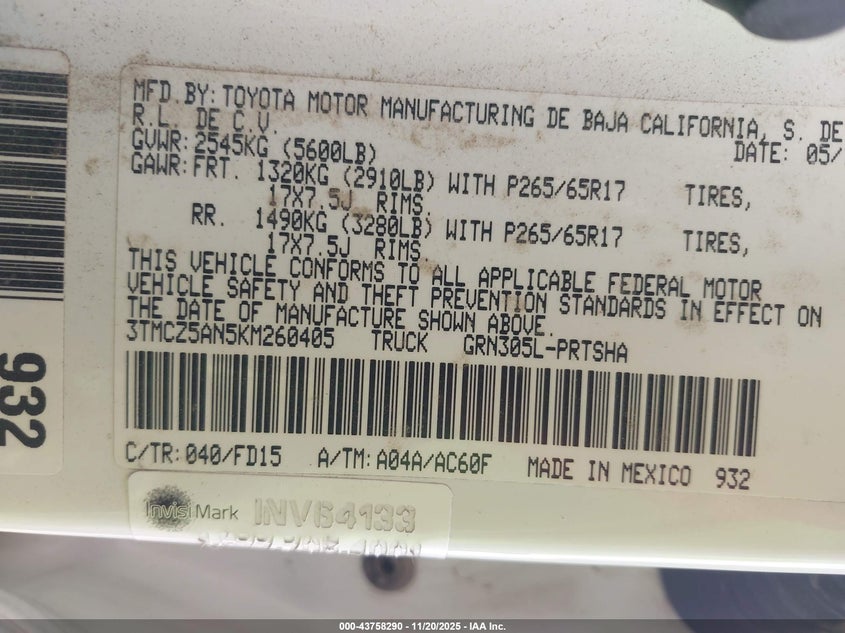 MFD.BY:TOYOTA MOTOR MANUFACTURING DE BAJA CALIFORNIA, S. DE
R.L. DE C.V.
DATE: 05/
GVWR:2545KG (5600LB)
GAWR:FRT. 1320KG (2910LB) WITH P265/65R17 TIRES,
17X7.5J RIMS.
RR. 1490KG (3280LB) WITH P265/65R17 TIRES,
17X7.5J RIMS.
THIS VEHICLE CONFORMS TO ALL APPLICABLE FEDERAL MOTOR
VEHICLE SAFETY AND THEFT PREVENTION STANDARDS IN EFFECT ON
THE DATE OF MANUFACTURE SHOWN ABOVE.
3TMCZ5AN5KM260405 TRUCK GRN305L-PRTSHA
C/TR:040/FD15 A/TM:A04A/AC60F MADE IN MEXICO 932
932
InvisiMark INV64133
000-43758290 - 11/20/2025 - IAA Inc.